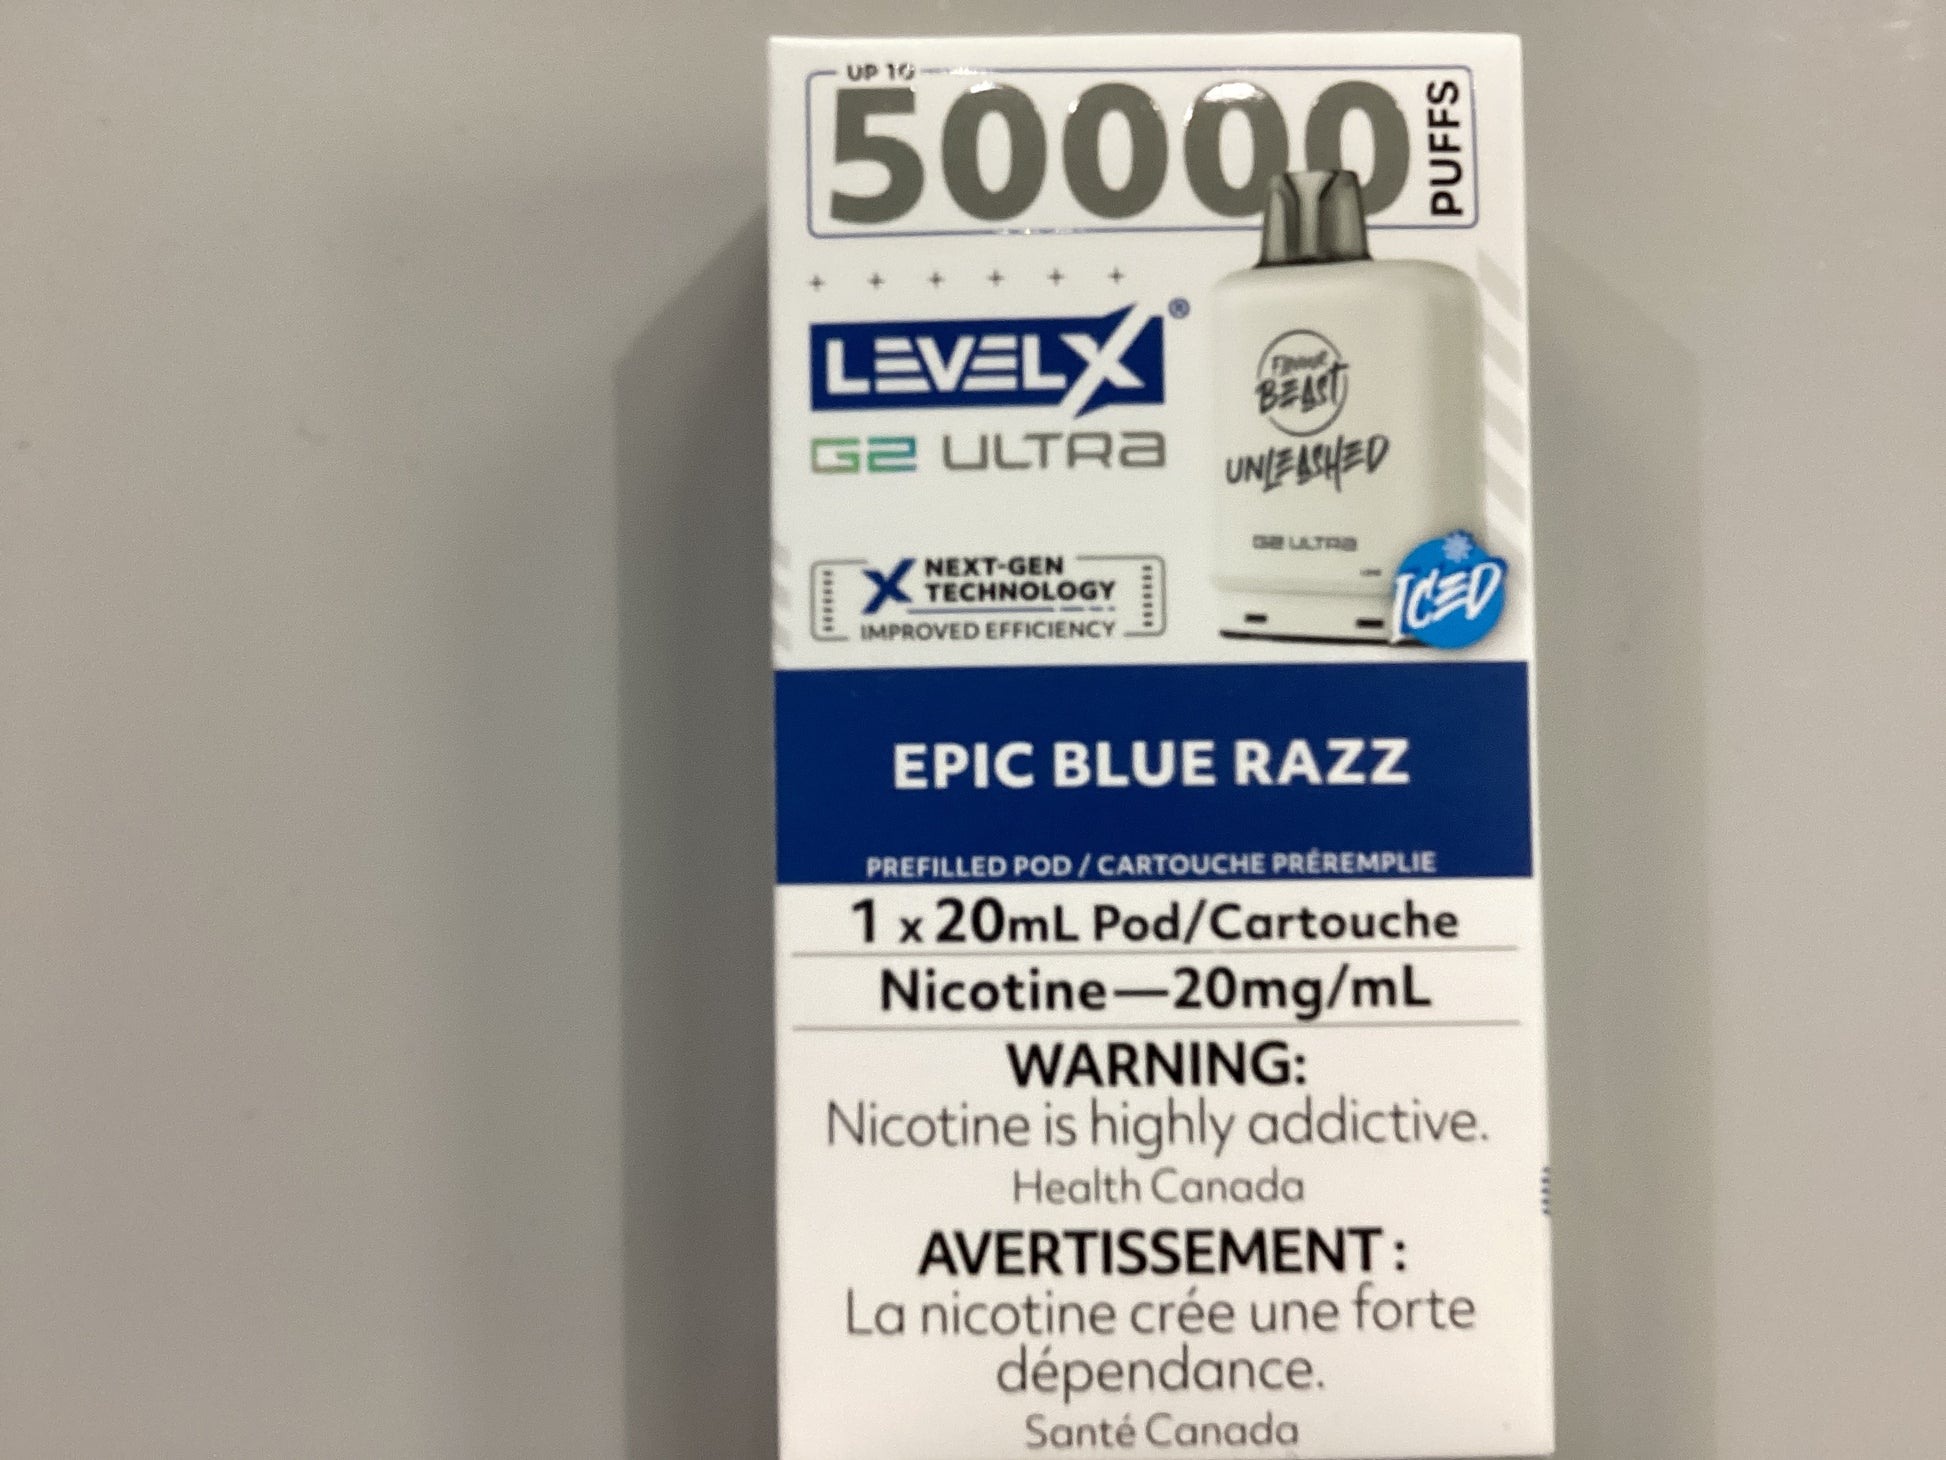 UP TO
50000
PUFFS
LEVELX®
G2 ULTRA
FLAVOUR
BEAST
UNLEASHED
G2 ULTRA
X NEXT-GEN
TECHNOLOGY
IMPROVED EFFICIENCY
ICED
EPIC BLUE RAZZ
PREFILLED POD / CARTOUCHE PRÉREMPLIE
1 x 20mL Pod/Cartouche
Nicotine—20mg/mL
WARNING:
Nicotine is highly addictive.
Health Canada
AVERTISSEMENT :
La nicotine crée une forte
dépendance.
Santé Canada